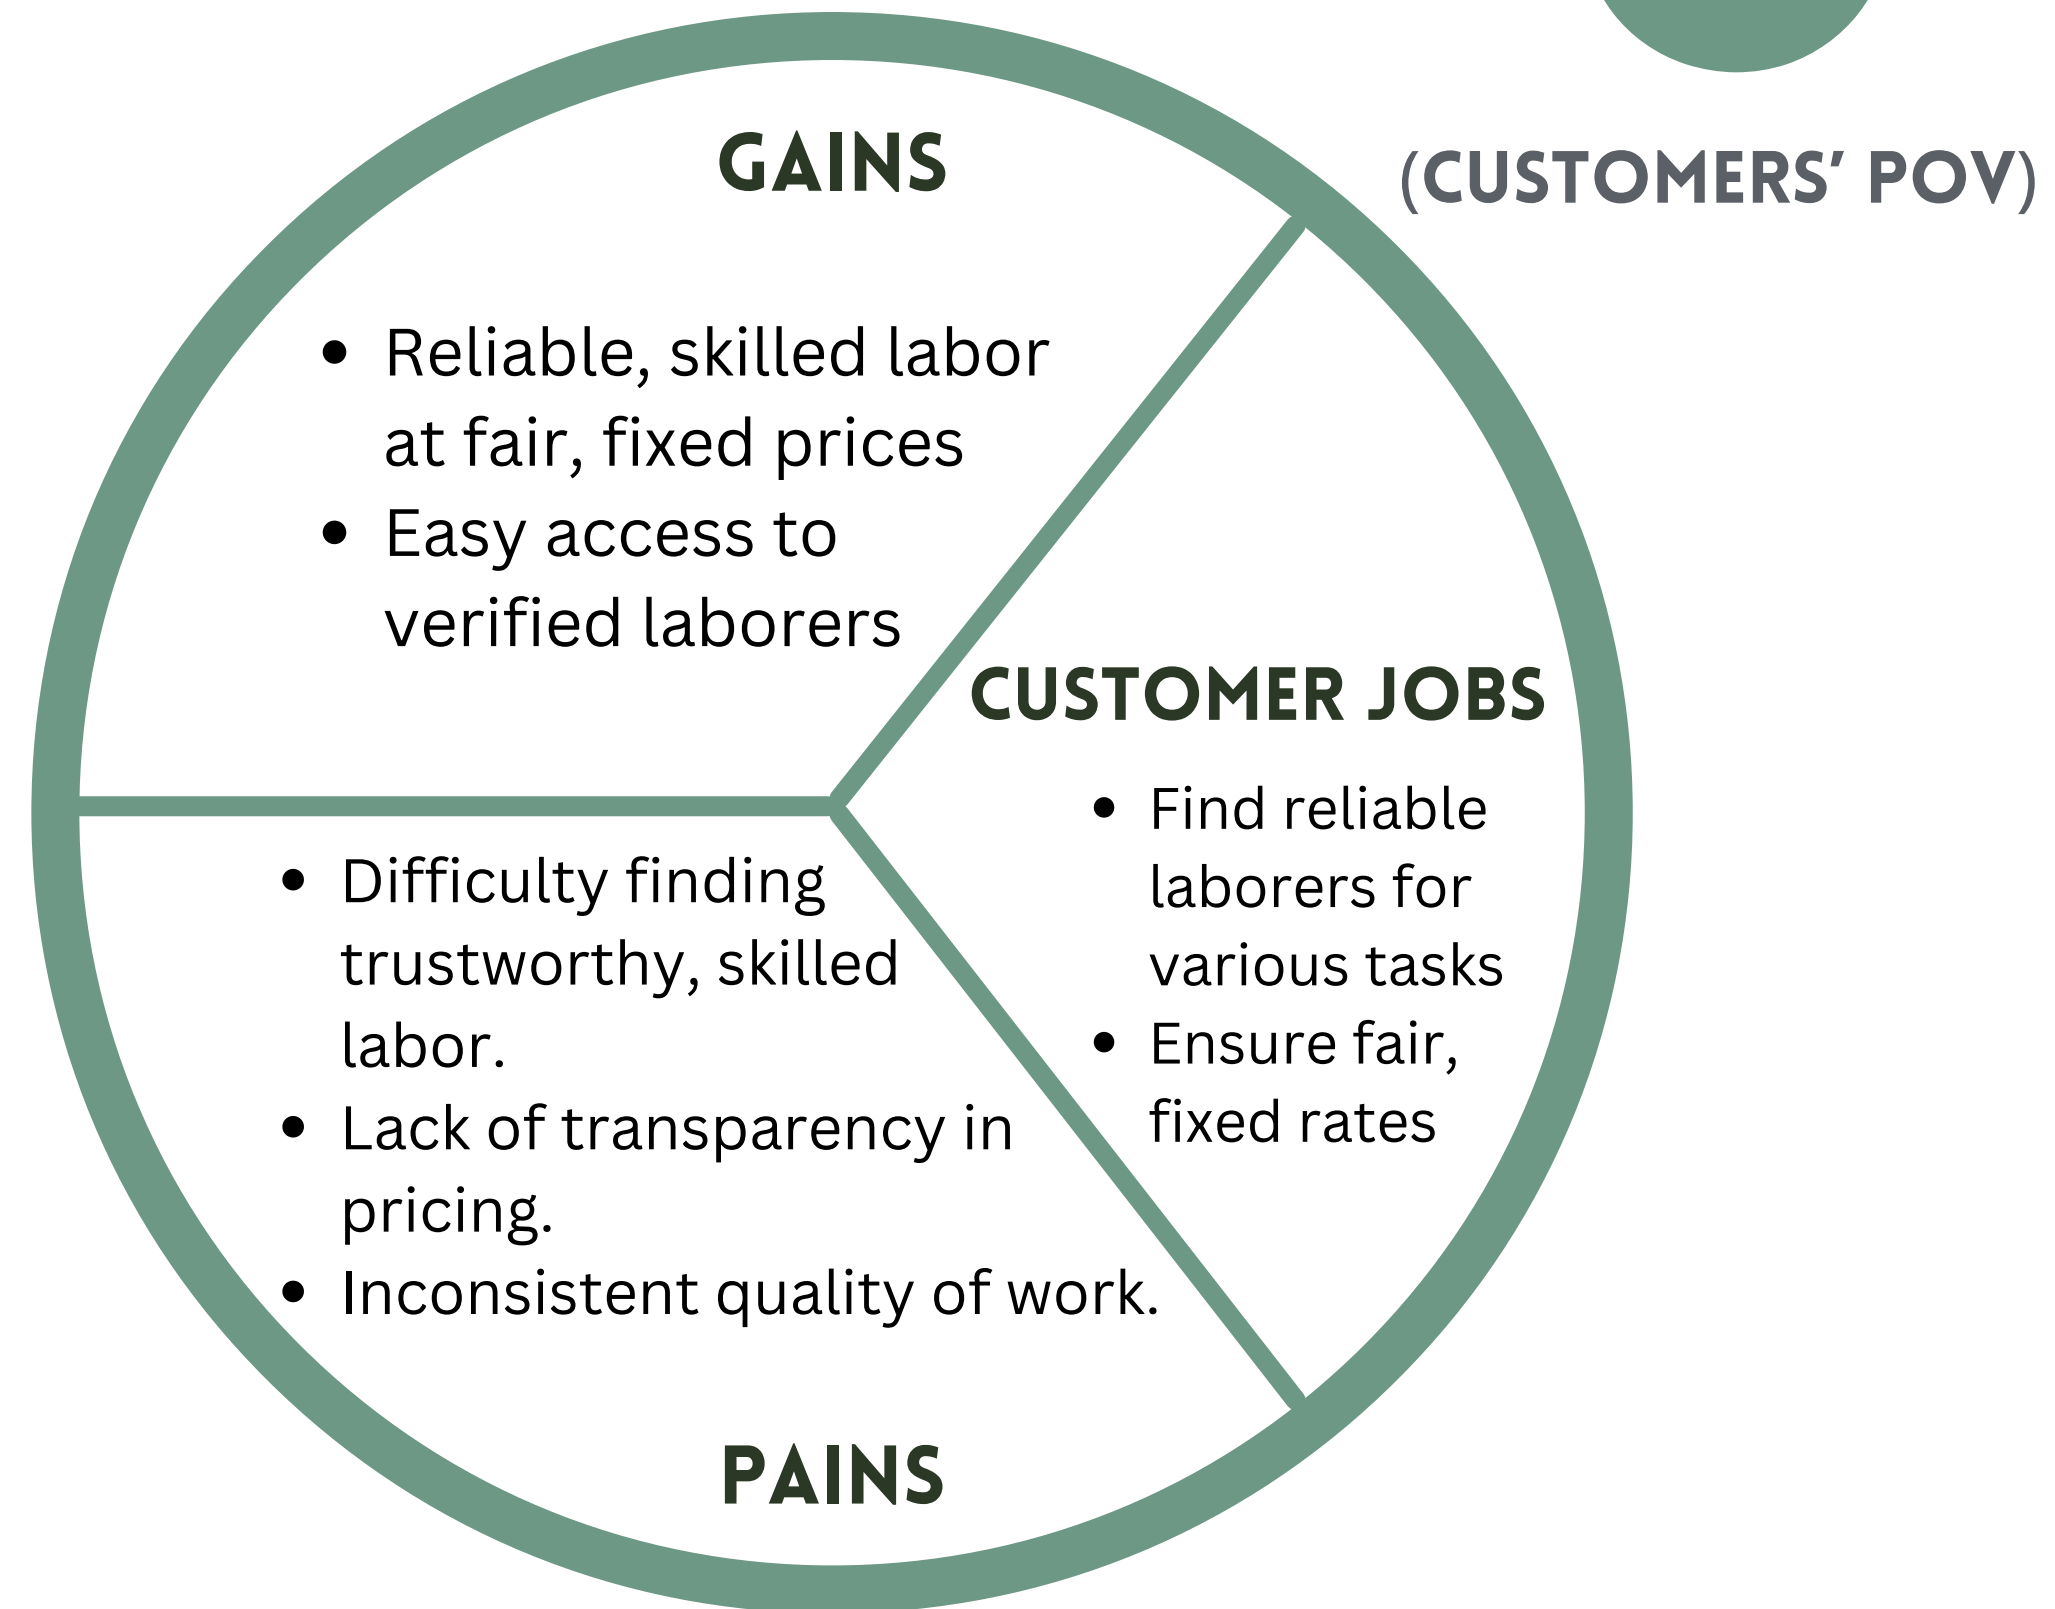 GAINS
(CUSTOMERS’ POV)
• Reliable, skilled labor
at fair, fixed prices
• Easy access to
verified laborers
CUSTOMER JOBS
• Find reliable
laborers for
various tasks
• Ensure fair,
fixed rates
• Difficulty finding
trustworthy, skilled
labor.
• Lack of transparency in
pricing.
• Inconsistent quality of work.
PAINS